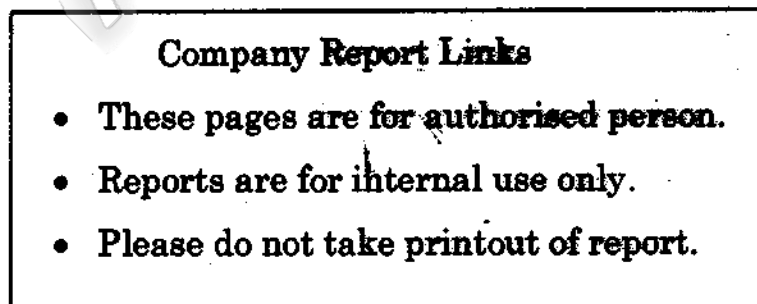 Company Report Links
• These pages are for authorised person.
• Reports are for internal use only.
• Please do not take printout of report.